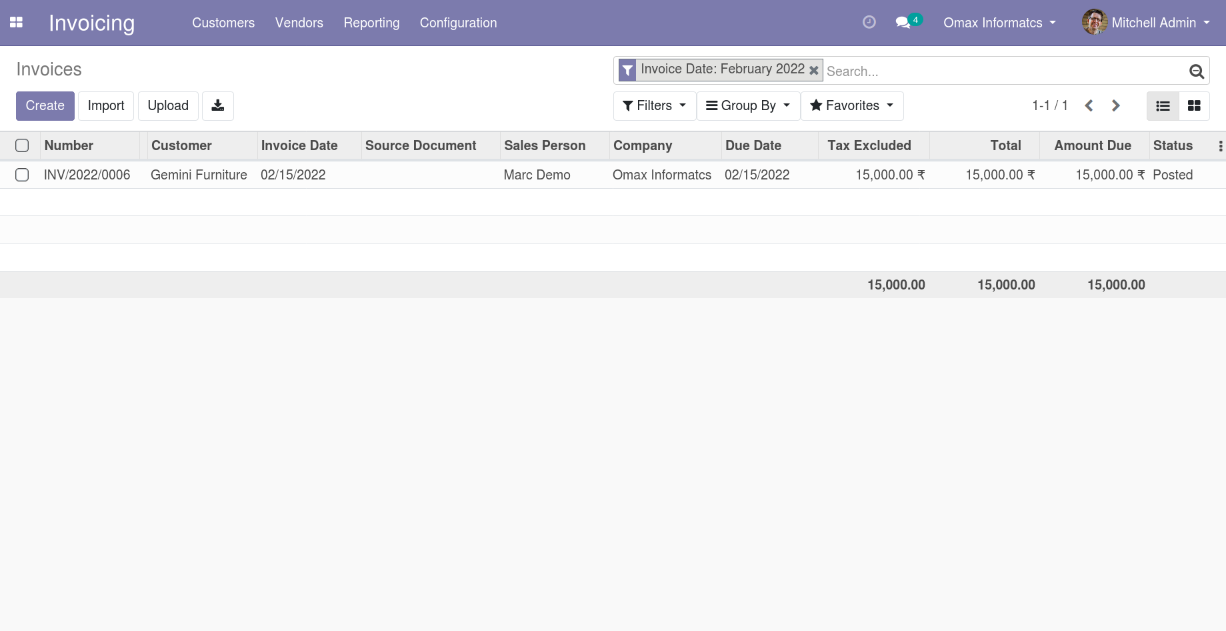 Invoicing Customers Vendors Reporting Configuration 4 Omax Informatcs Mitchell Admin
Invoices Invoice Date: February 2022 Search...
Create Import Upload Filters Group By Favorites 1-1 / 1
Number Customer Invoice Date Source Document Sales Person Company Due Date Tax Excluded Total Amount Due Status
INV/2022/0006 Gemini Furniture 02/15/2022 Marc Demo Omax Informatcs 02/15/2022 15,000.00 ₹ 15,000.00 ₹ 15,000.00 ₹ Posted
15,000.00 15,000.00 15,000.00